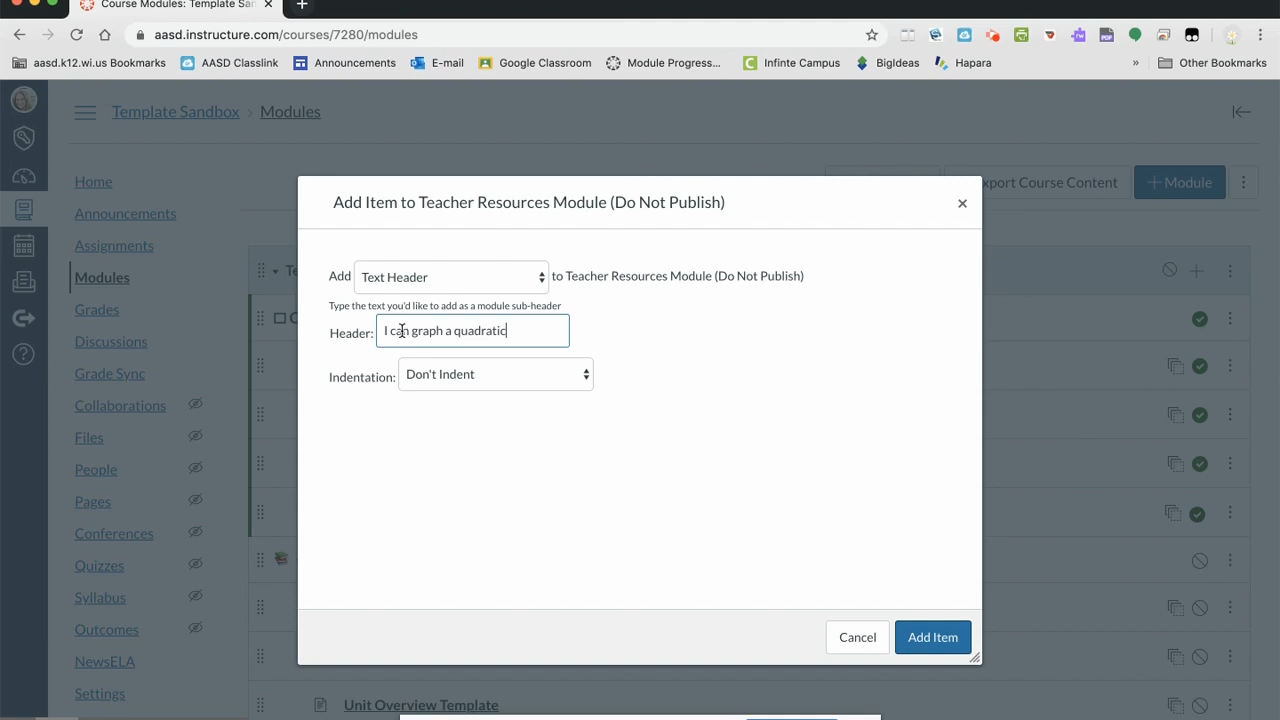 Course Modules: Template Sa
aasd.instructure.com/courses/7280/modules
aasd.k12.wi.us Bookmarks
AASD Classlink
Announcements
E-mail
Google Classroom
Module Progress...
Infinte Campus
BigIdeas
Hapara
»
Other Bookmarks
Template Sandbox > Modules
Home
Announcements
Assignments
Modules
Grades
Discussions
Grade Sync
Collaborations
Files
People
Pages
Conferences
Quizzes
Syllabus
Outcomes
NewsELA
Settings
xport Course Content
+ Module
Add Item to Teacher Resources Module (Do Not Publish)
Add Text Header to Teacher Resources Module (Do Not Publish)
Type the text you'd like to add as a module sub-header
Header: I can graph a quadratic
Indentation: Don't Indent
Cancel
Add Item
Unit Overview Template